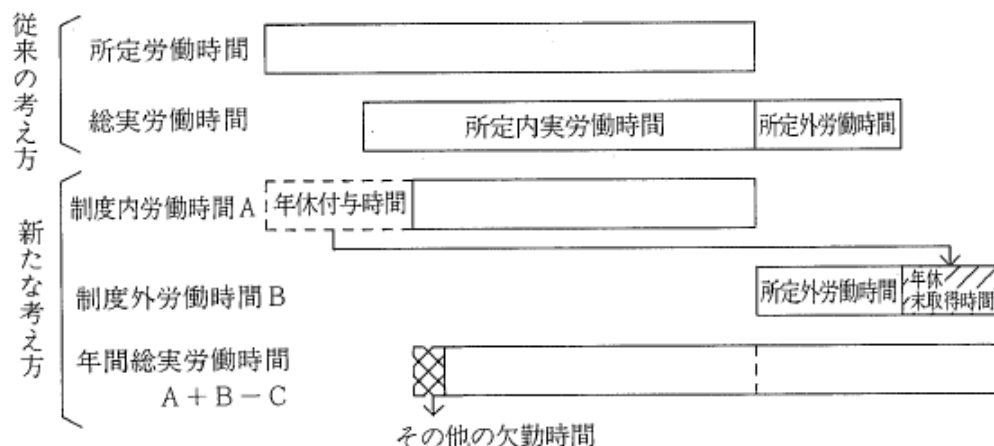 従来の考え方
所定労働時間
総実労働時間
所定内実労働時間
所定外労働時間
新たな考え方
制度内労働時間A
年休付与時間
制度外労働時間B
所定外労働時間
年休
未取得時間
年間総実労働時間
A+B-C
その他の欠勤時間